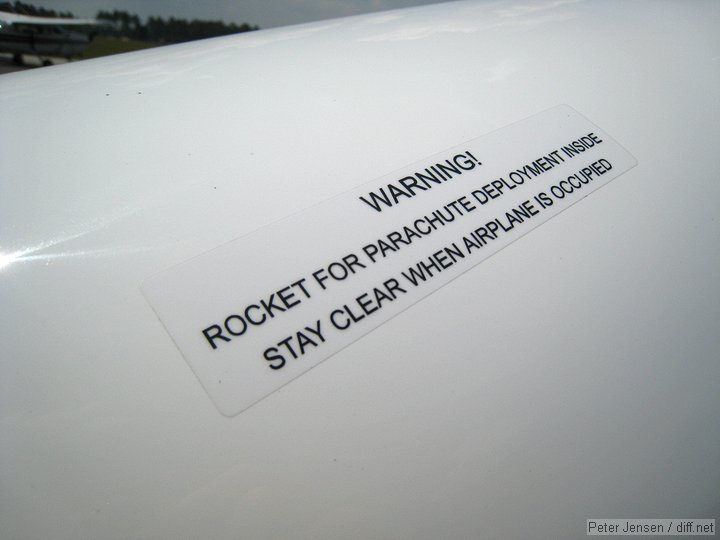 WARNING!
ROCKET FOR PARACHUTE DEPLOYMENT INSIDE
STAY CLEAR WHEN AIRPLANE IS OCCUPIED
Peter Jensen / diff.net